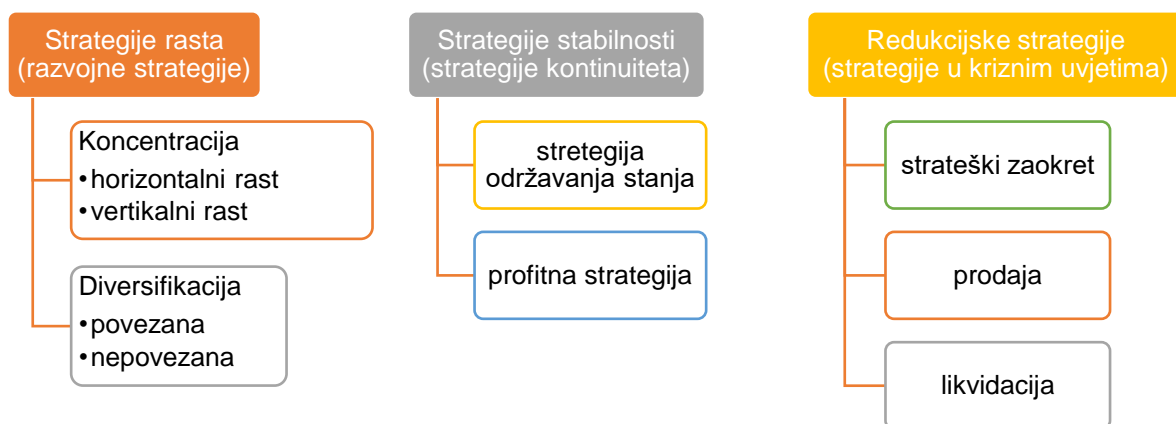 Strategije rasta
(razvojne strategije)
Koncentracija
•horizontalni rast
•vertikalni rast
Diversifikacija
•povezana
•nepovezana
Strategije stabilnosti
(strategije kontinuiteta)
stretegija
održavanja stanja
profitna strategija
Redukcijske strategije
(strategije u kriznim uvjetima)
strateški zaokret
prodaja
likvidacija